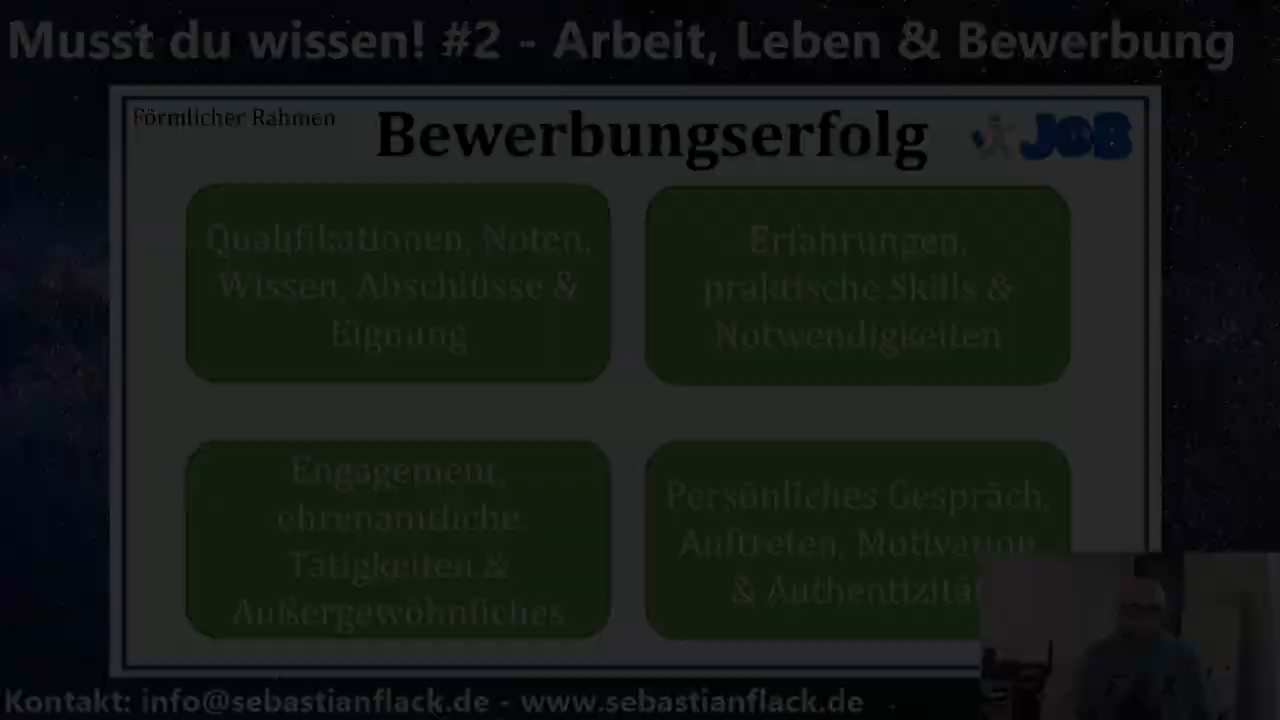 Musst du wissen! #2 - Arbeit, Leben & Bewerbung
Förmlicher Rahmen
Bewerbungserfolg
JOB
Qualifikationen, Noten,
Wissen, Abschlüsse &
Eignung
Erfahrungen,
praktische Skills &
Notwendigkeiten
Engagement,
ehrenamtliche
Tätigkeiten &
Außergewöhnliches
Persönliches Gespräch,
Auftreten, Motivation
& Authentizität
Kontakt: info@sebastianflack.de - www.sebastianflack.de -